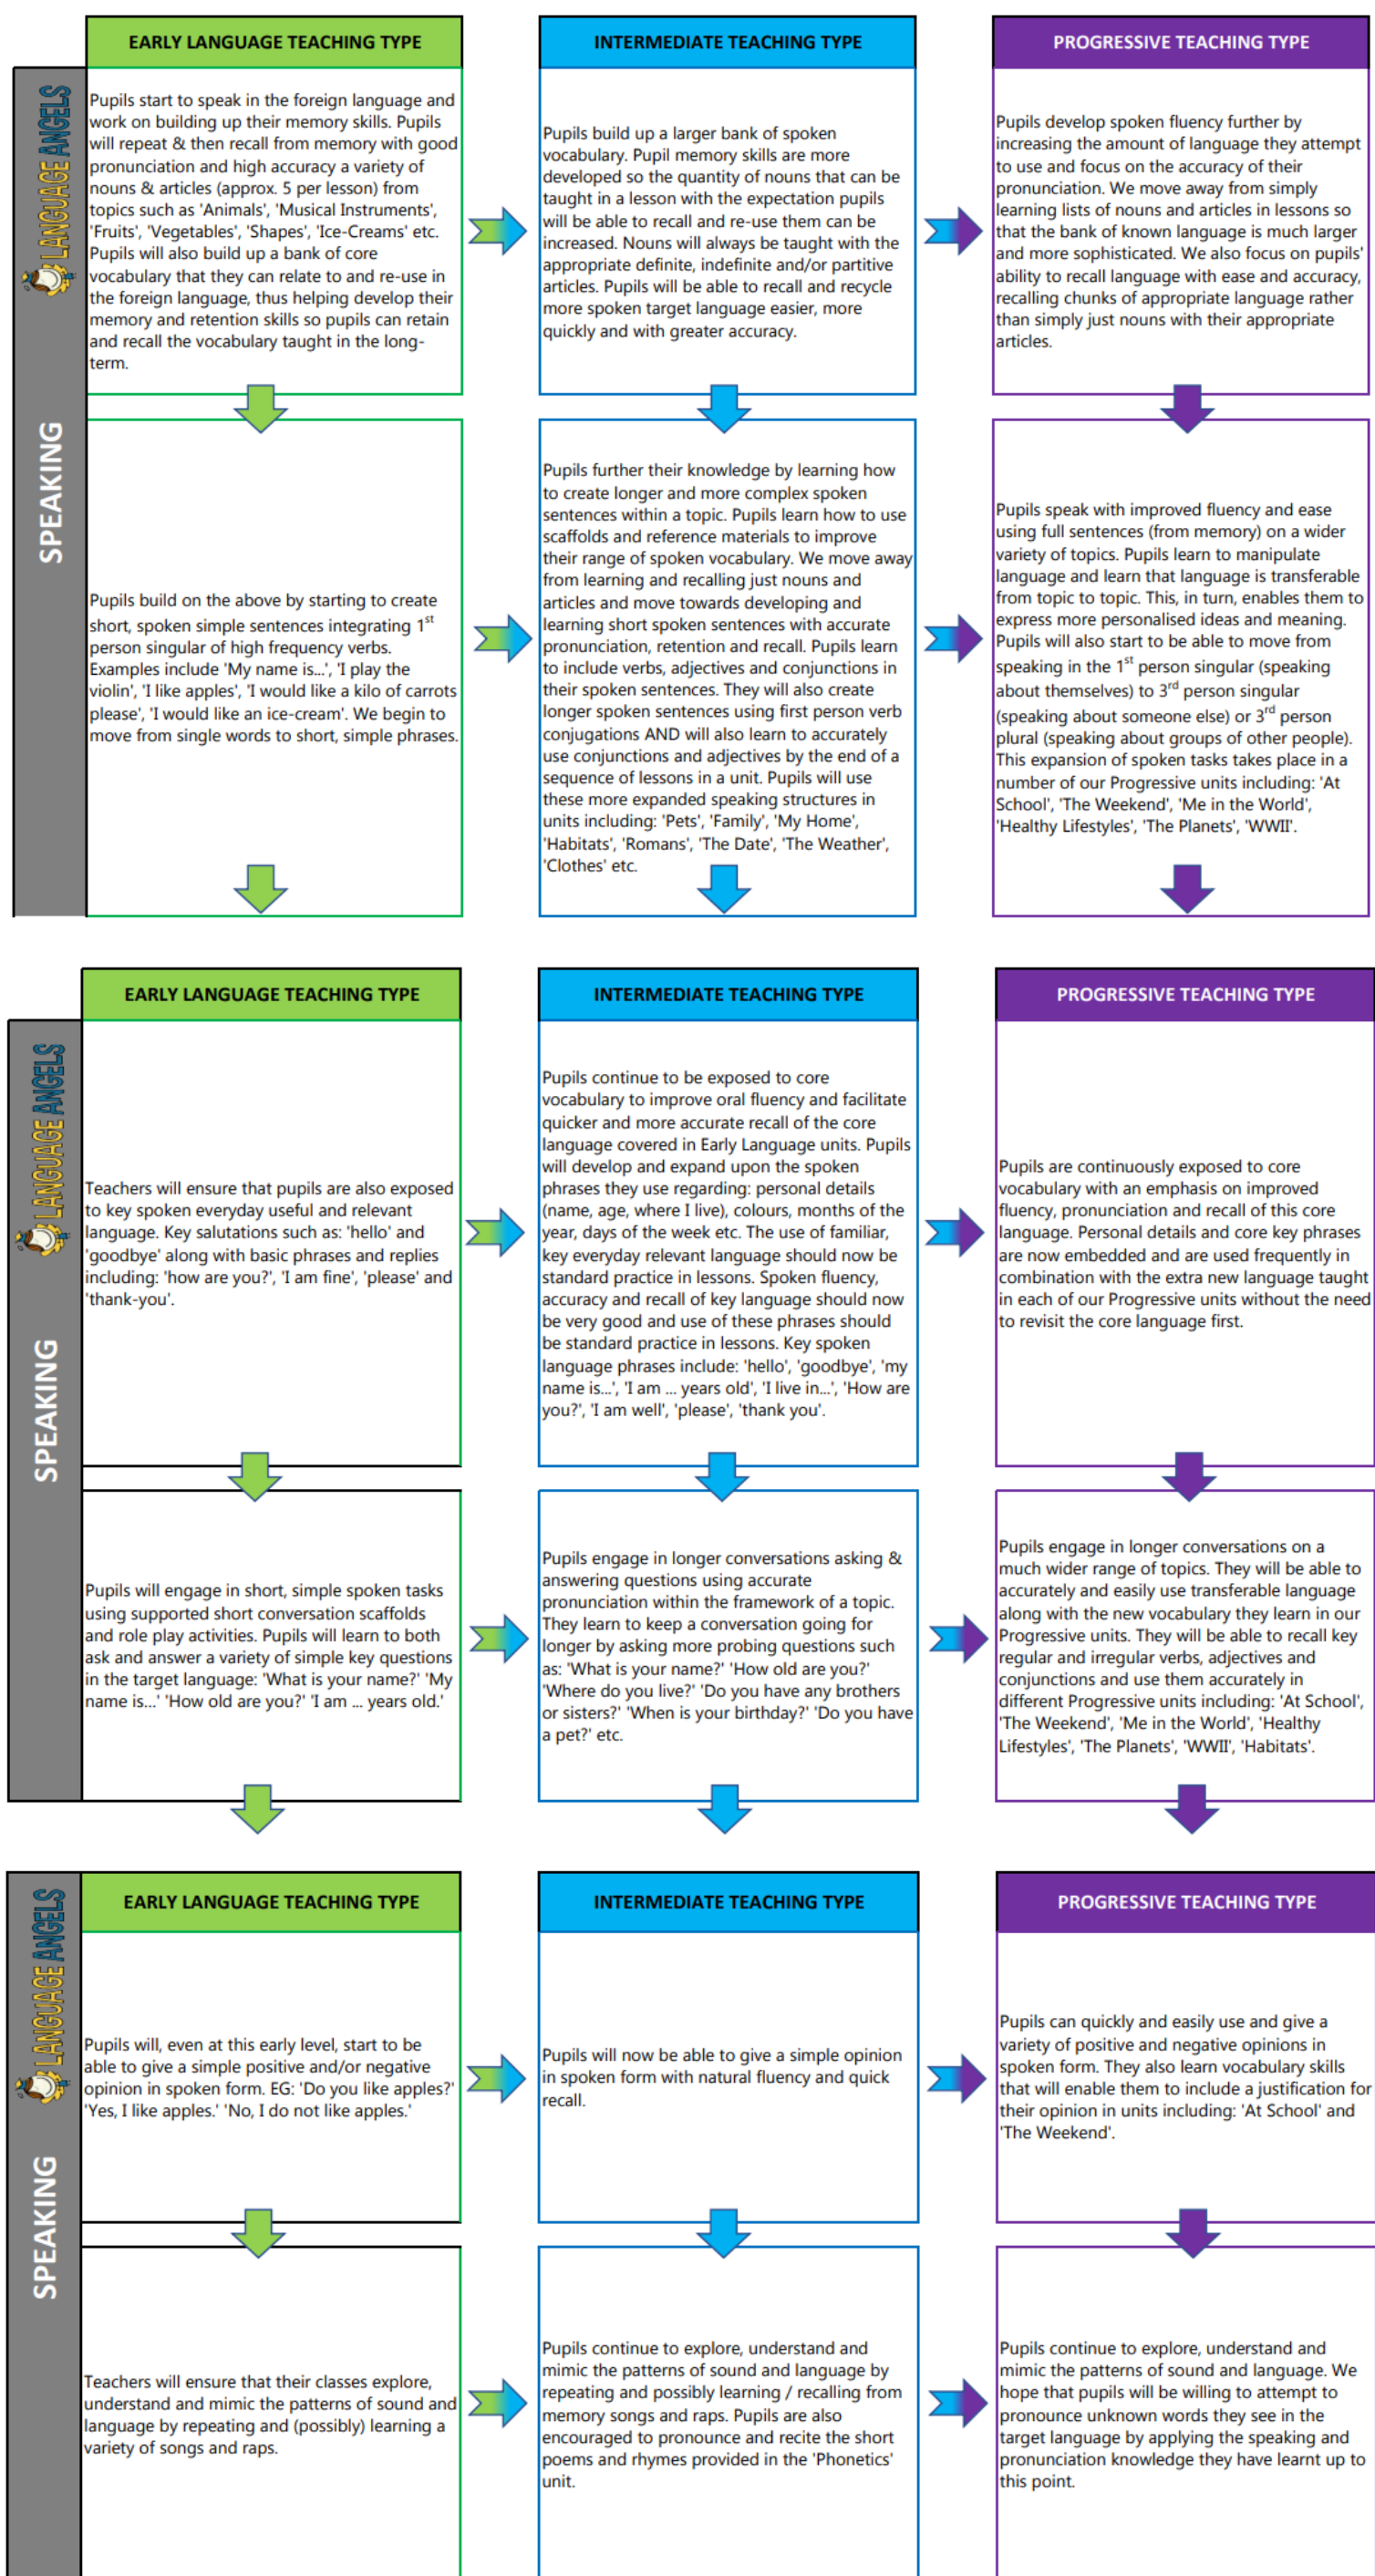 EARLY LANGUAGE TEACHING TYPE
INTERMEDIATE TEACHING TYPE
PROGRESSIVE TEACHING TYPE
LANGUAGE ANGELS
SPEAKING
Pupils start to speak in the foreign language and
work on building up their memory skills. Pupils
will repeat & then recall from memory with good
pronunciation and high accuracy a variety of
nouns & articles (approx. 5 per lesson) from
topics such as 'Animals', 'Musical Instruments',
'Fruits', 'Vegetables', 'Shapes', 'Ice-Creams' etc.
Pupils will also build up a bank of core
vocabulary that they can relate to and re-use in
the foreign language, thus helping develop their
memory and retention skills so pupils can retain
and recall the vocabulary taught in the long-
term.
Pupils build up a larger bank of spoken
vocabulary. Pupil memory skills are more
developed so the quantity of nouns that can be
taught in a lesson with the expectation pupils
will be able to recall and re-use them can be
increased. Nouns will always be taught with the
appropriate definite, indefinite and/or partitive
articles. Pupils will be able to recall and recycle
more spoken target language easier, more
quickly and with greater accuracy.
Pupils develop spoken fluency further by
increasing the amount of language they attempt
to use and focus on the accuracy of their
pronunciation. We move away from simply
learning lists of nouns and articles in lessons so
that the bank of known language is much larger
and more sophisticated. We also focus on pupils'
ability to recall language with ease and accuracy,
recalling chunks of appropriate language rather
than simply just nouns with their appropriate
articles.
Pupils build on the above by starting to create
short, spoken simple sentences integrating 1st
person singular of high frequency verbs.
Examples include 'My name is...', 'I play the
violin', 'I like apples', 'I would like a kilo of carrots
please', 'I would like an ice-cream'. We begin to
move from single words to short, simple phrases.
Pupils further their knowledge by learning how
to create longer and more complex spoken
sentences within a topic. Pupils learn how to use
scaffolds and reference materials to improve
their range of spoken vocabulary. We move away
from learning and recalling just nouns and
articles and move towards developing and
learning short spoken sentences with accurate
pronunciation, retention and recall. Pupils learn
to include verbs, adjectives and conjunctions in
their spoken sentences. They will also create
longer spoken sentences using first person verb
conjugations AND will also learn to accurately
use conjunctions and adjectives by the end of a
sequence of lessons in a unit. Pupils will use
these more expanded speaking structures in
units including: 'Pets', 'Family', 'My Home',
'Habitats', 'Romans', 'The Date', 'The Weather',
'Clothes' etc.
Pupils speak with improved fluency and ease
using full sentences (from memory) on a wider
variety of topics. Pupils learn to manipulate
language and learn that language is transferable
from topic to topic. This, in turn, enables them to
express more personalised ideas and meaning.
Pupils will also start to be able to move from
speaking in the 1st person singular (speaking
about themselves) to 3rd person singular
(speaking about someone else) or 3rd person
plural (speaking about groups of other people).
This expansion of spoken tasks takes place in a
number of our Progressive units including: 'At
School', 'The Weekend', 'Me in the World',
'Healthy Lifestyles', 'The Planets', 'WWII'.
EARLY LANGUAGE TEACHING TYPE
INTERMEDIATE TEACHING TYPE
PROGRESSIVE TEACHING TYPE
LANGUAGE ANGELS
SPEAKING
Teachers will ensure that pupils are also exposed
to key spoken everyday useful and relevant
language. Key salutations such as: 'hello' and
'goodbye' along with basic phrases and replies
including: 'how are you?', 'I am fine', 'please' and
'thank-you'.
Pupils continue to be exposed to core
vocabulary to improve oral fluency and facilitate
quicker and more accurate recall of the core
language covered in Early Language units. Pupils
will develop and expand upon the spoken
phrases they use regarding: personal details
(name, age, where I live), colours, months of the
year, days of the week etc. The use of familiar,
key everyday relevant language should now be
standard practice in lessons. Spoken fluency,
accuracy and recall of key language should now
be very good and use of these phrases should
be standard practice in lessons. Key spoken
language phrases include: 'hello', 'goodbye', 'my
name is...', 'I am ... years old', 'I live in...', 'How are
you?', 'I am well', 'please', 'thank you'.
Pupils are continuously exposed to core
vocabulary with an emphasis on improved
fluency, pronunciation and recall of this core
language. Personal details and core key phrases
are now embedded and are used frequently in
combination with the extra new language taught
in each of our Progressive units without the need
to revisit the core language first.
Pupils will engage in short, simple spoken tasks
using supported short conversation scaffolds
and role play activities. Pupils will learn to both
ask and answer a variety of simple key questions
in the target language: 'What is your name?' 'My
name is...' 'How old are you?' 'I am ... years old.'
Pupils engage in longer conversations asking &
answering questions using accurate
pronunciation within the framework of a topic.
They learn to keep a conversation going for
longer by asking more probing questions such
as: 'What is your name?' 'How old are you?'
'Where do you live?' 'Do you have any brothers
or sisters?' 'When is your birthday?' 'Do you have
a pet?' etc.
Pupils engage in longer conversations on a
much wider range of topics. They will be able to
accurately and easily use transferable language
along with the new vocabulary they learn in our
Progressive units. They will be able to recall key
regular and irregular verbs, adjectives and
conjunctions and use them accurately in
different Progressive units including: 'At School',
'The Weekend', 'Me in the World', 'Healthy
Lifestyles', 'The Planets', 'WWII', 'Habitats'.
EARLY LANGUAGE TEACHING TYPE
INTERMEDIATE TEACHING TYPE
PROGRESSIVE TEACHING TYPE
LANGUAGE ANGELS
SPEAKING
Pupils will, even at this early level, start to be
able to give a simple positive and/or negative
opinion in spoken form. EG: 'Do you like apples?'
'Yes, I like apples.' 'No, I do not like apples.'
Pupils will now be able to give a simple opinion
in spoken form with natural fluency and quick
recall.
Pupils can quickly and easily use and give a
variety of positive and negative opinions in
spoken form. They also learn vocabulary skills
that will enable them to include a justification for
their opinion in units including: 'At School' and
'The Weekend'.
Teachers will ensure that their classes explore,
understand and mimic the patterns of sound and
language by repeating and (possibly) learning a
variety of songs and raps.
Pupils continue to explore, understand and
mimic the patterns of sound and language by
repeating and possibly learning / recalling from
memory songs and raps. Pupils are also
encouraged to pronounce and recite the short
poems and rhymes provided in the 'Phonetics'
unit.
Pupils continue to explore, understand and
mimic the patterns of sound and language. We
hope that pupils will be willing to attempt to
pronounce unknown words they see in the
target language by applying the speaking and
pronunciation knowledge they have learnt up to
this point.